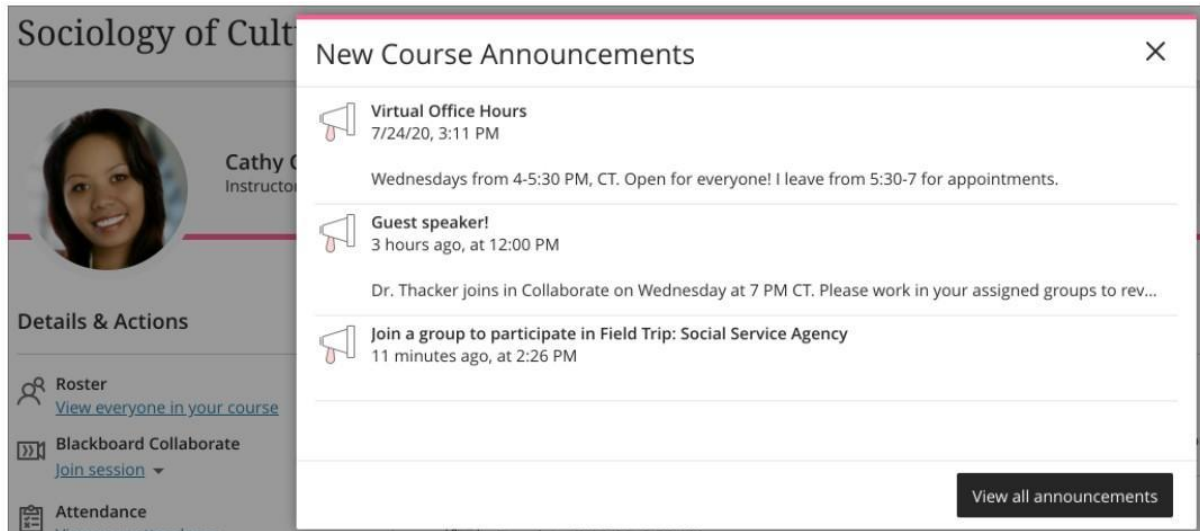 Sociology of Cult
New Course Announcements
Virtual Office Hours
7/24/20, 3:11 PM
Wednesdays from 4-5:30 PM, CT. Open for everyone! I leave from 5:30-7 for appointments.
Guest speaker!
3 hours ago, at 12:00 PM
Dr. Thacker joins in Collaborate on Wednesday at 7 PM CT. Please work in your assigned groups to rev...
Join a group to participate in Field Trip: Social Service Agency
11 minutes ago, at 2:26 PM
View all announcements
Cathy
Instructo
Details & Actions
Roster
View everyone in your course
Blackboard Collaborate
Join session
Attendance